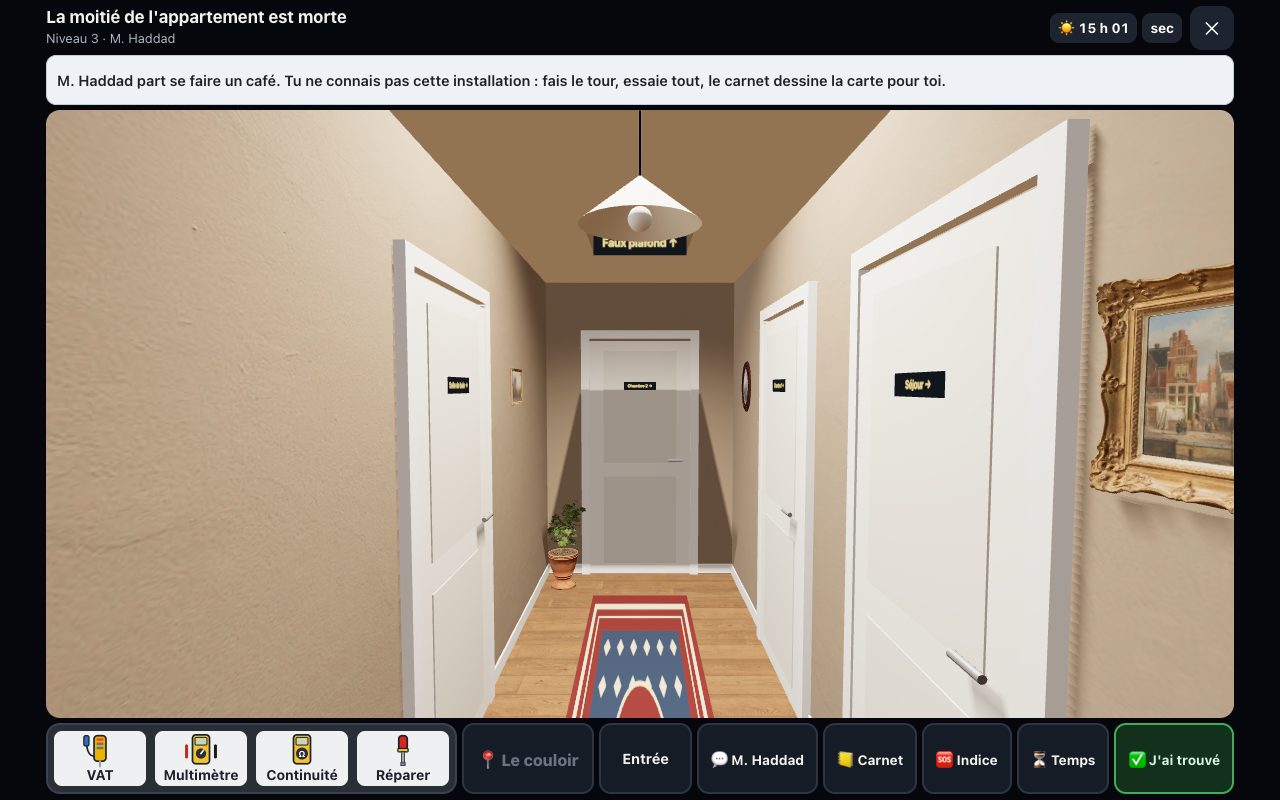 La moitié de l'appartement est morte
Niveau 3 · M. Haddad
☀️ 15 h 01
sec
M. Haddad part se faire un café. Tu ne connais pas cette installation : fais le tour, essaie tout, le carnet dessine la carte pour toi.
Faux plafond ↑
Chambre 2 →
Séjour →
VAT
Multimètre
Continuité
Réparer
📍 Le couloir
Entrée
💬 M. Haddad
📒 Carnet
🆘 Indice
⏳ Temps
✅ J'ai trouvé